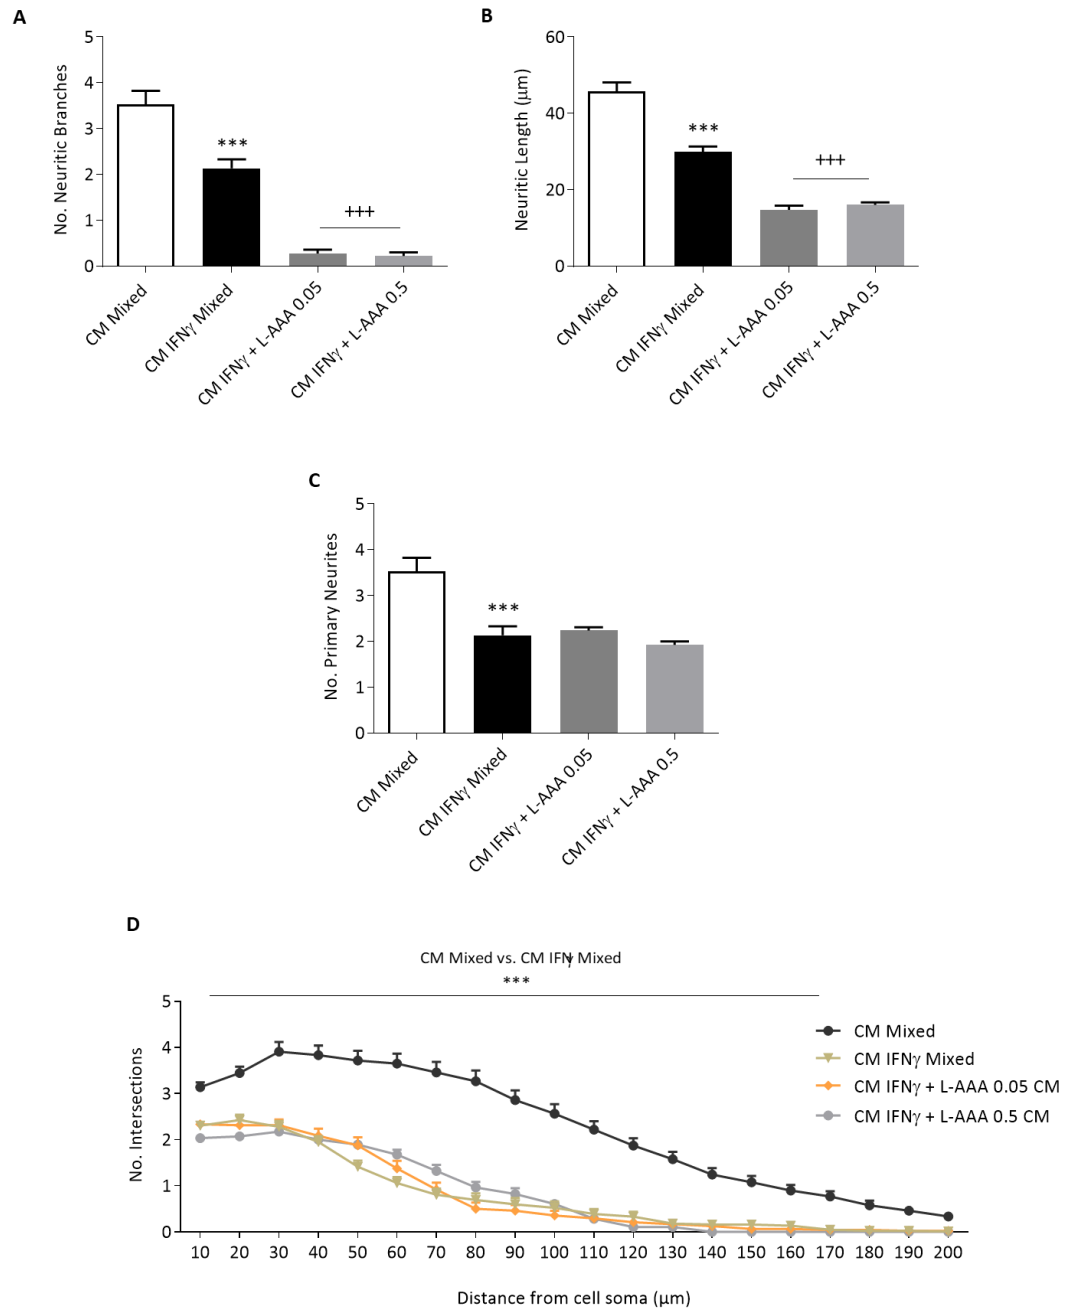 A
B
5
4
3
2
1
0
No. Neuritic Branches
***
+++
CM Mixed
CM IFNγ Mixed
CM IFNγ + L-AAA 0.05
CM IFNγ + L-AAA 0.5
60
40
20
0
Neuritic Length (µm)
***
+++
CM Mixed
CM IFNγ Mixed
CM IFNγ + L-AAA 0.05
CM IFNγ + L-AAA 0.5
C
5
4
3
2
1
0
No. Primary Neurites
***
CM Mixed
CM IFNγ Mixed
CM IFNγ + L-AAA 0.05
CM IFNγ + L-AAA 0.5
D
CM Mixed vs. CM IFNγ Mixed
***
5
4
3
2
1
0
No. Intersections
CM Mixed
CM IFNγ Mixed
CM IFNγ + L-AAA 0.05 CM
CM IFNγ + L-AAA 0.5 CM
10 20 30 40 50 60 70 80 90 100 110 120 130 140 150 160 170 180 190 200
Distance from cell soma (µm)